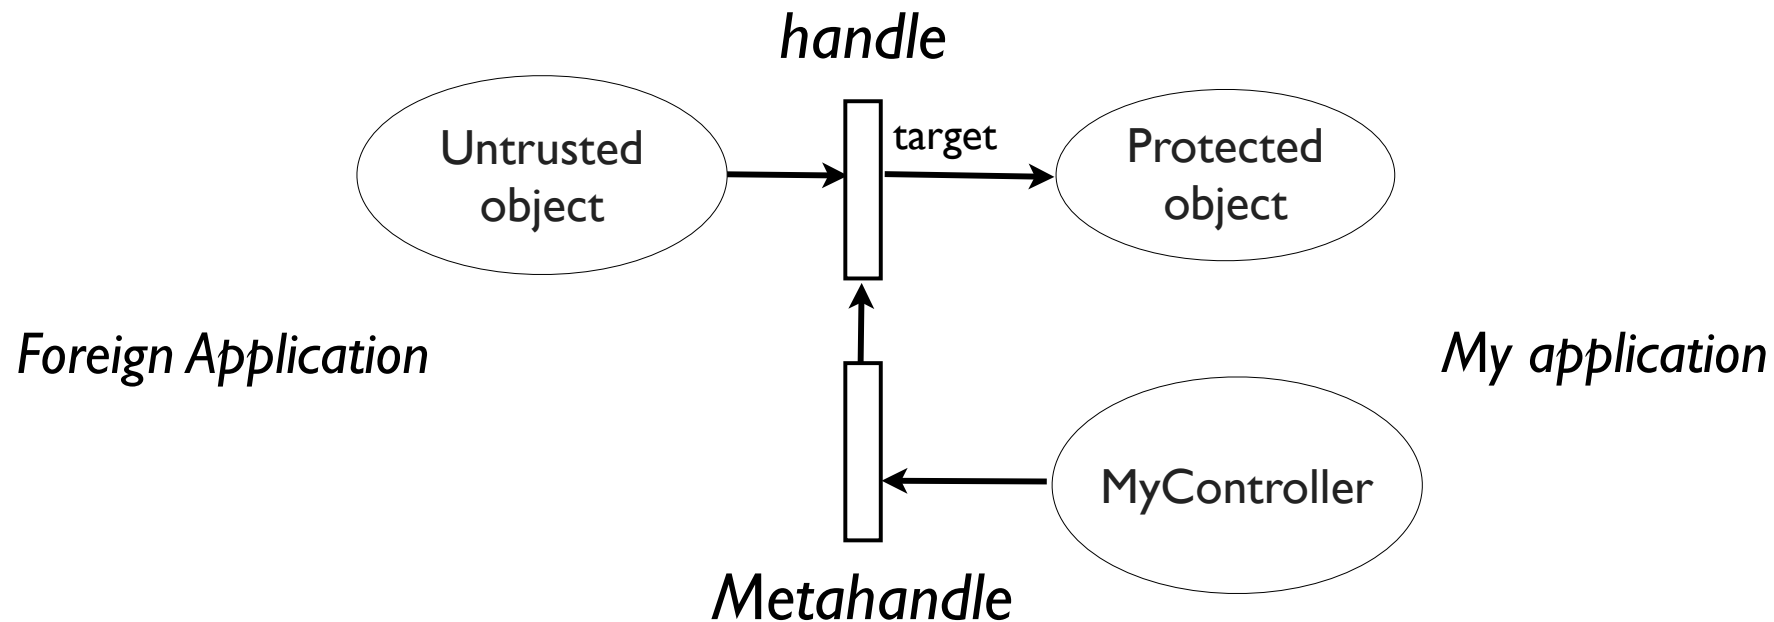 handle
Untrusted
object
target
Protected
object
Foreign Application
My application
MyController
Metahandle